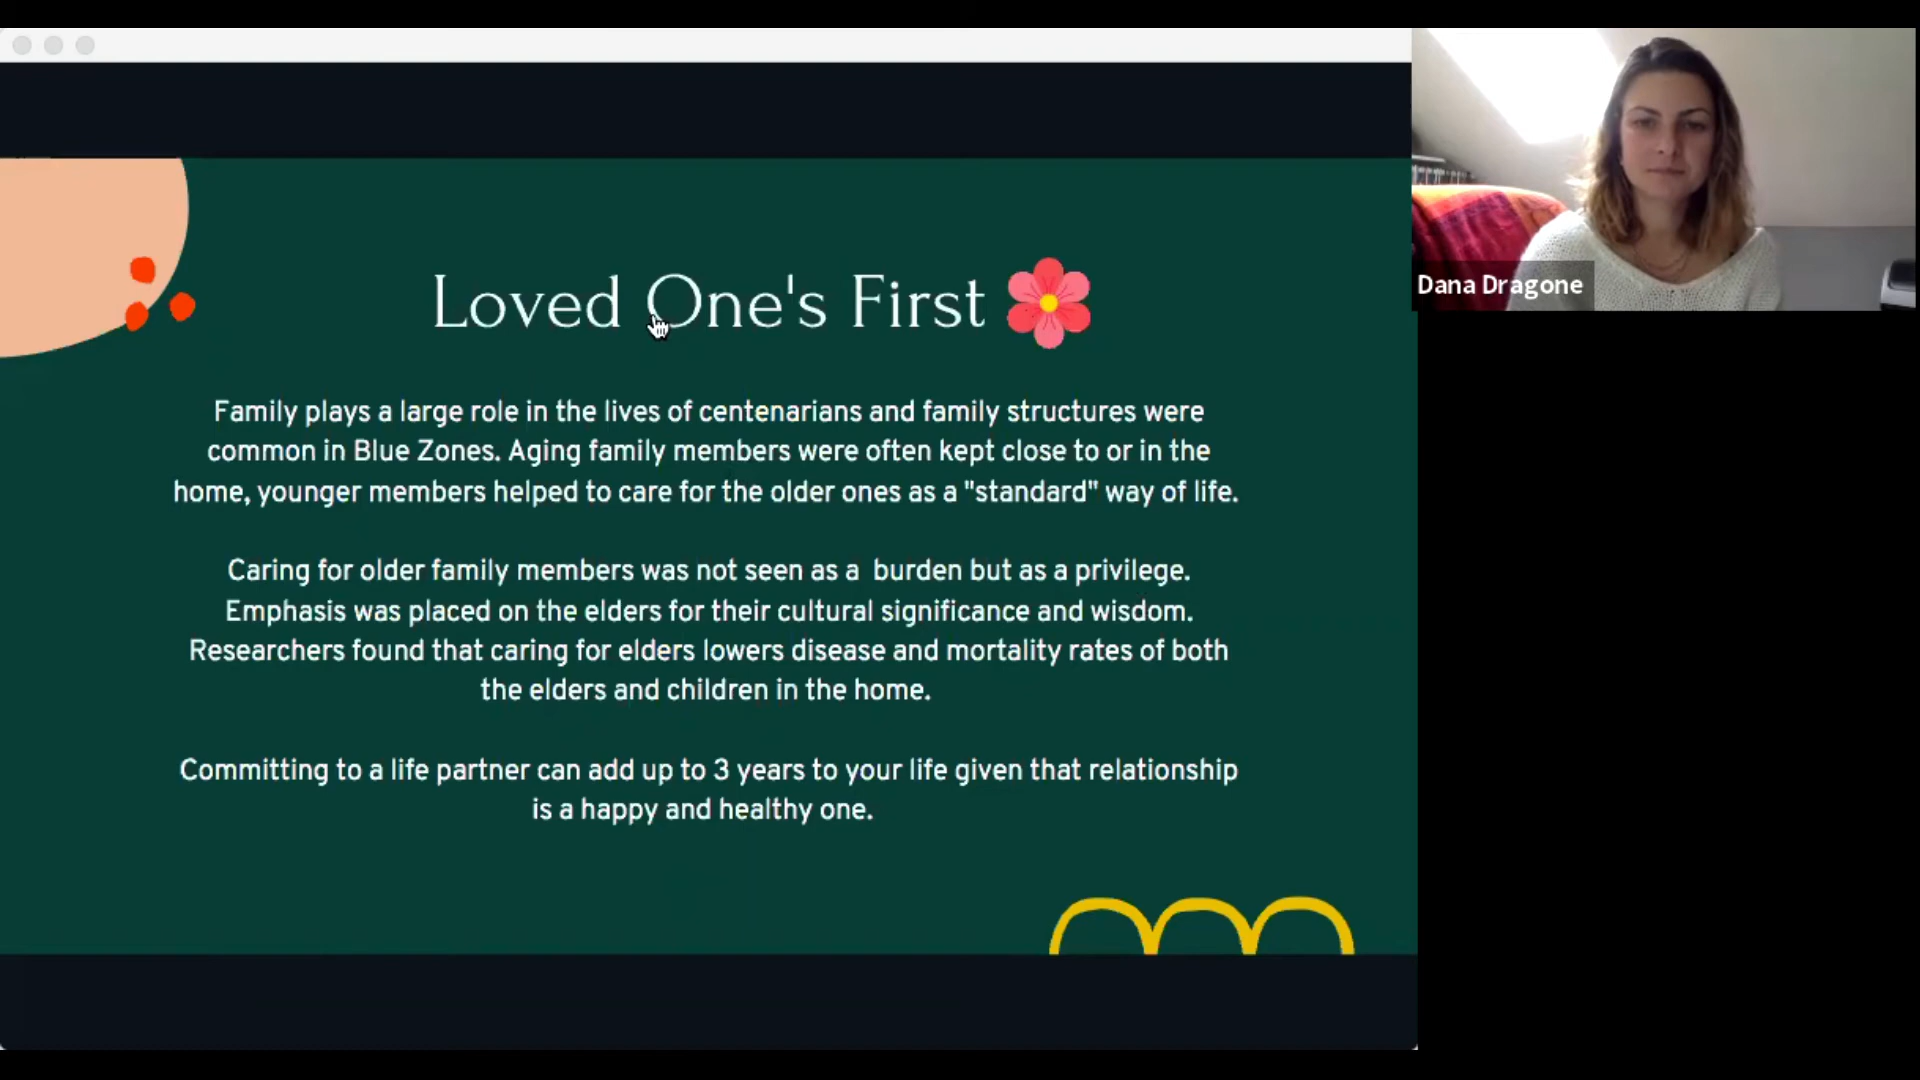 Loved One's First
Family plays a large role in the lives of centenarians and family structures were
common in Blue Zones. Aging family members were often kept close to or in the
home, younger members helped to care for the older ones as a "standard" way of life.
Caring for older family members was not seen as a  burden but as a privilege.
Emphasis was placed on the elders for their cultural significance and wisdom.
Researchers found that caring for elders lowers disease and mortality rates of both
the elders and children in the home.
Committing to a life partner can add up to 3 years to your life given that relationship
is a happy and healthy one.
Dana Dragone